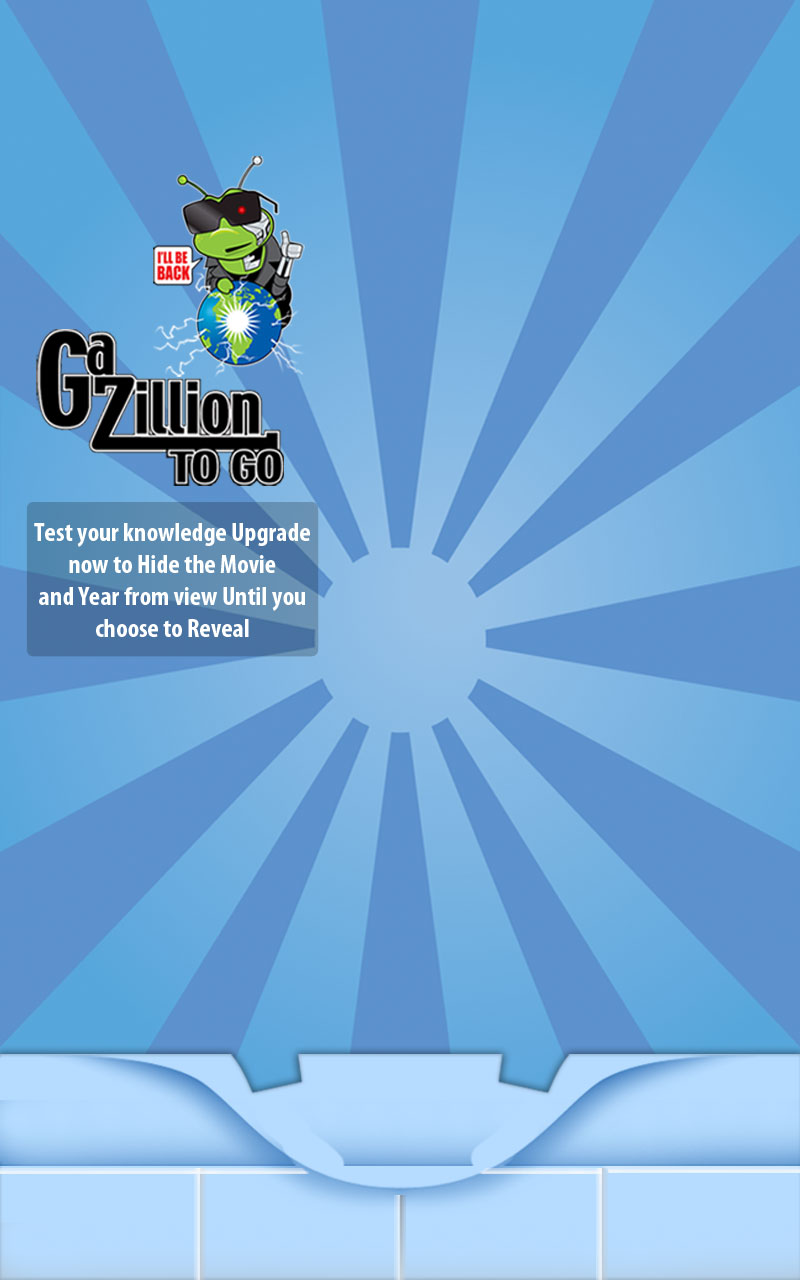 I'LL BE
BACK
Ga
Zillion
TO GO
Test your knowledge Upgrade
now to Hide the Movie
and Year from view Until you
choose to Reveal